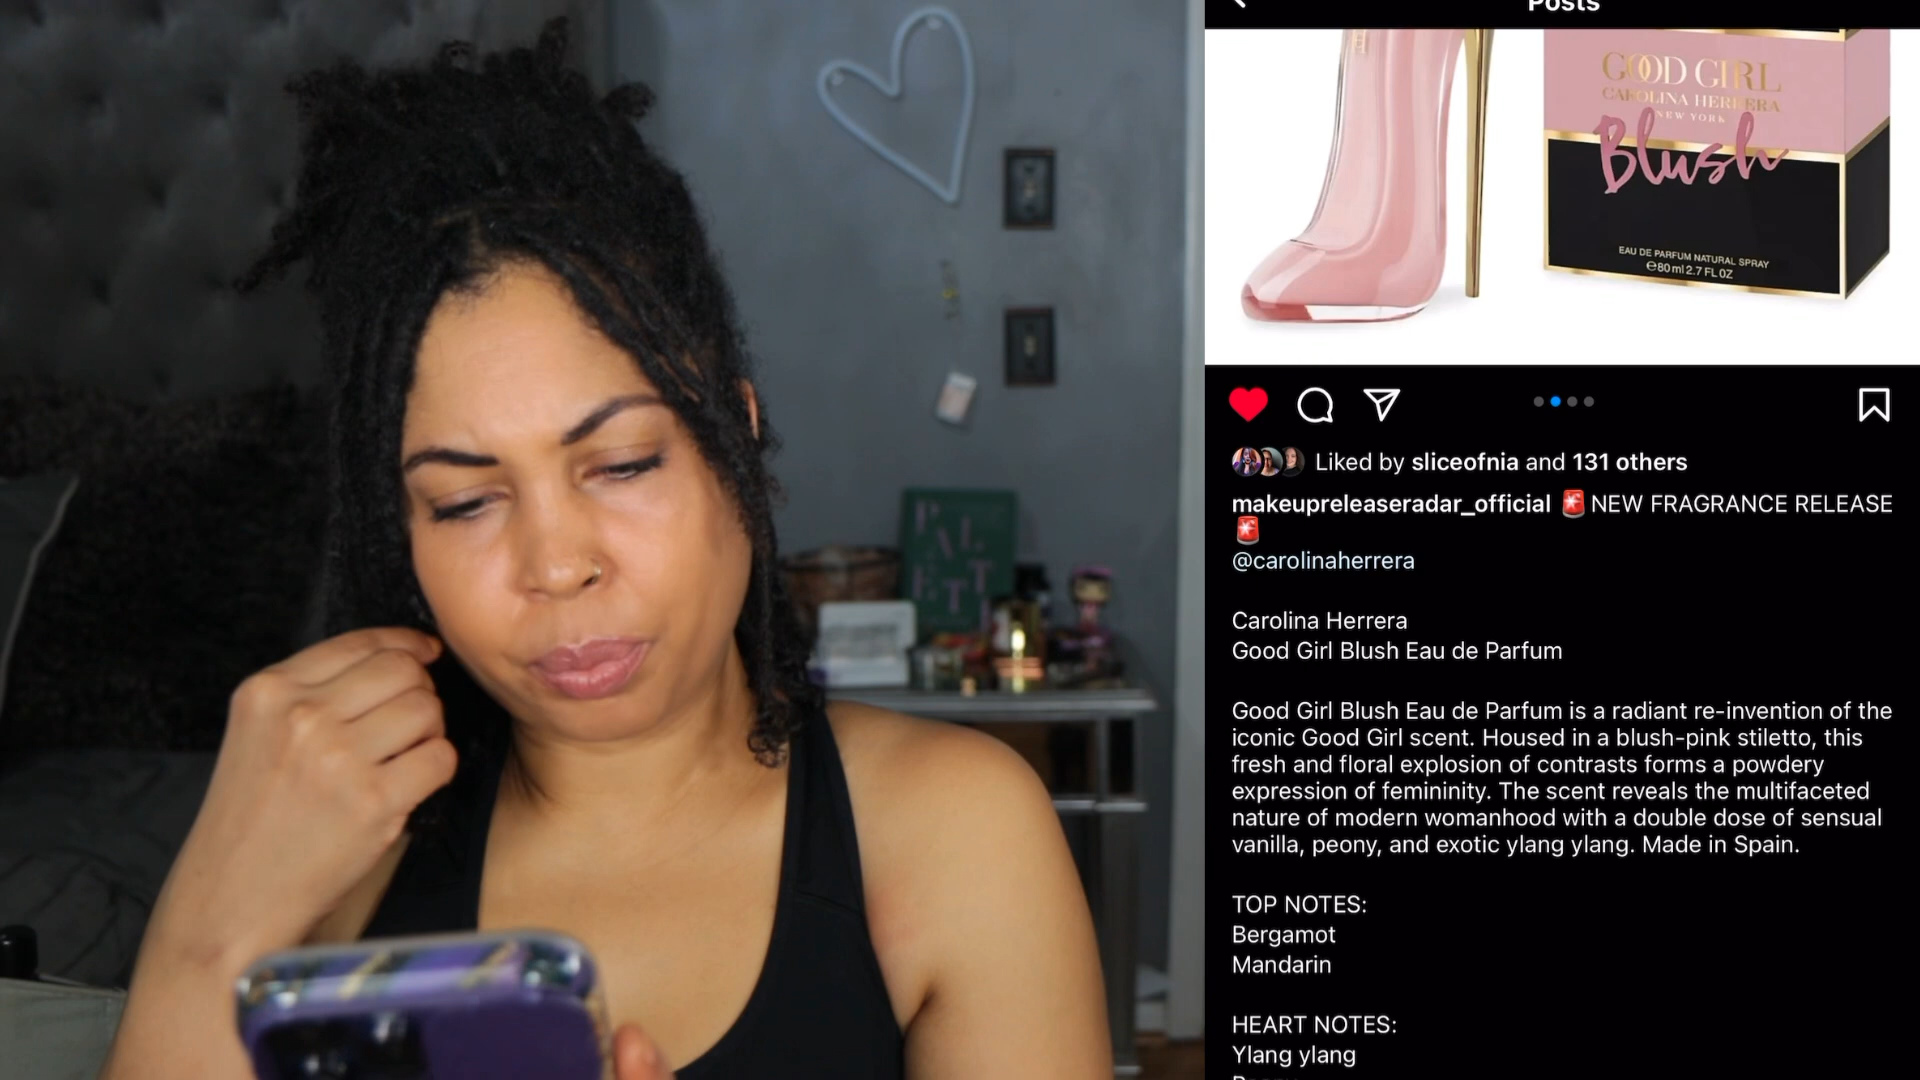 Posts
GOOD GIRL
CAROLINA HERRERA
NEW YORK
Blush
EAU DE PARFUM NATURAL SPRAY
℮80 ml 2.7 FL OZ
Liked by sliceofnia and 131 others
makeupreleaseradar_official 🚨 NEW FRAGRANCE RELEASE
🚨
@carolinaherrera
Carolina Herrera
Good Girl Blush Eau de Parfum
Good Girl Blush Eau de Parfum is a radiant re-invention of the
iconic Good Girl scent. Housed in a blush-pink stiletto, this
fresh and floral explosion of contrasts forms a powdery
expression of femininity. The scent reveals the multifaceted
nature of modern womanhood with a double dose of sensual
vanilla, peony, and exotic ylang ylang. Made in Spain.
TOP NOTES:
Bergamot
Mandarin
HEART NOTES:
Ylang ylang
PAL
ETT